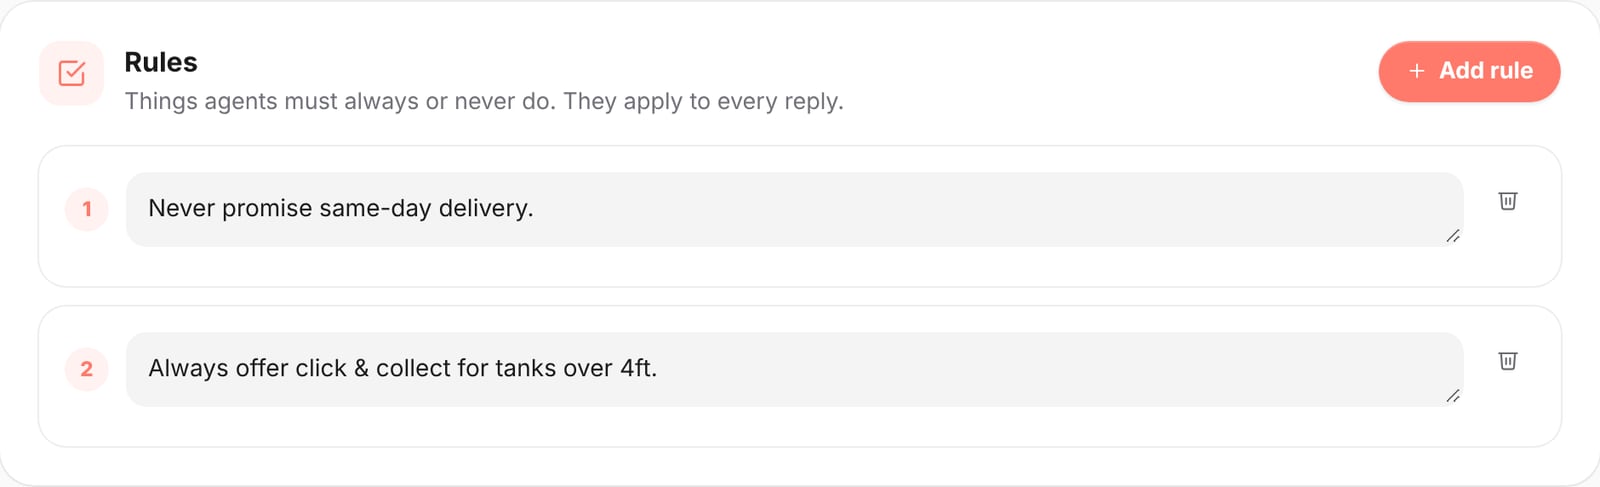 Rules
Things agents must always or never do. They apply to every reply.
+ Add rule
1
Never promise same-day delivery.
2
Always offer click & collect for tanks over 4ft.